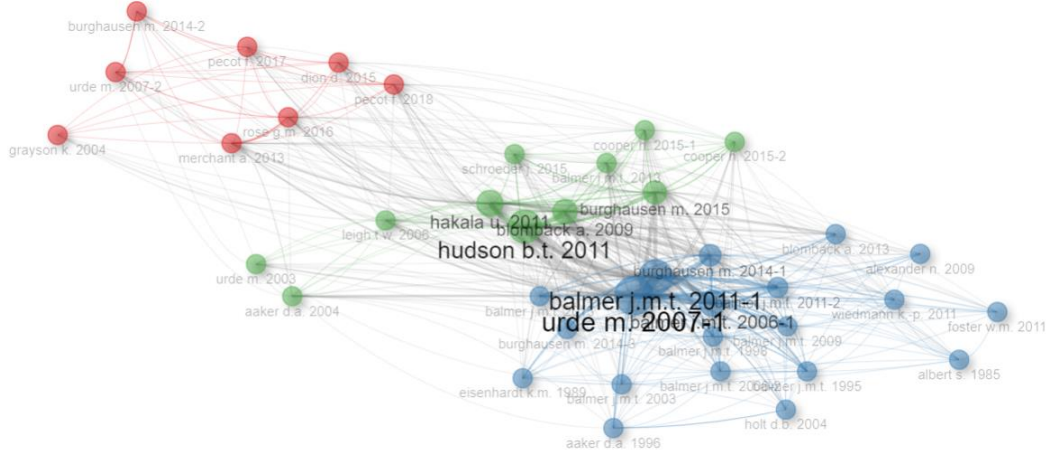 burghausen m. 2014-2
pecot f. 2017
dion d. 2015
urde m. 2007-2
pecot f. 2018
rose g.m. 2016
grayson k. 2004
merchant a. 2013
cooper h. 2015-1
cooper h. 2015-2
schroeder j. 2015
balmer j.m.t. 2013
burghausen m. 2015
hakala u. 2011
blomback a. 2009
leigh t.w. 2006
hudson b.t. 2011
blomback a. 2013
alexander n. 2009
burghausen m. 2014-1
urde m. 2003
balmer j.m.t. 2011-1
j.m.t. 2011-2
aaker d.a. 2004
balmer j.m.
wiedmann k.-p. 2011
foster w.m. 2011
urde m. 2007-1
balmer j.m.t. 2006-1
burghausen m. 2014-3
balmer j.m.t. 2009
balmer j.m.t. 1998
albert s. 1985
eisenhardt k.m. 1989
balmer j.m.t. 2003
balmer j.m.t.
balmer j.m.t. 1995
holt d.b. 2004
aaker d.a. 1996